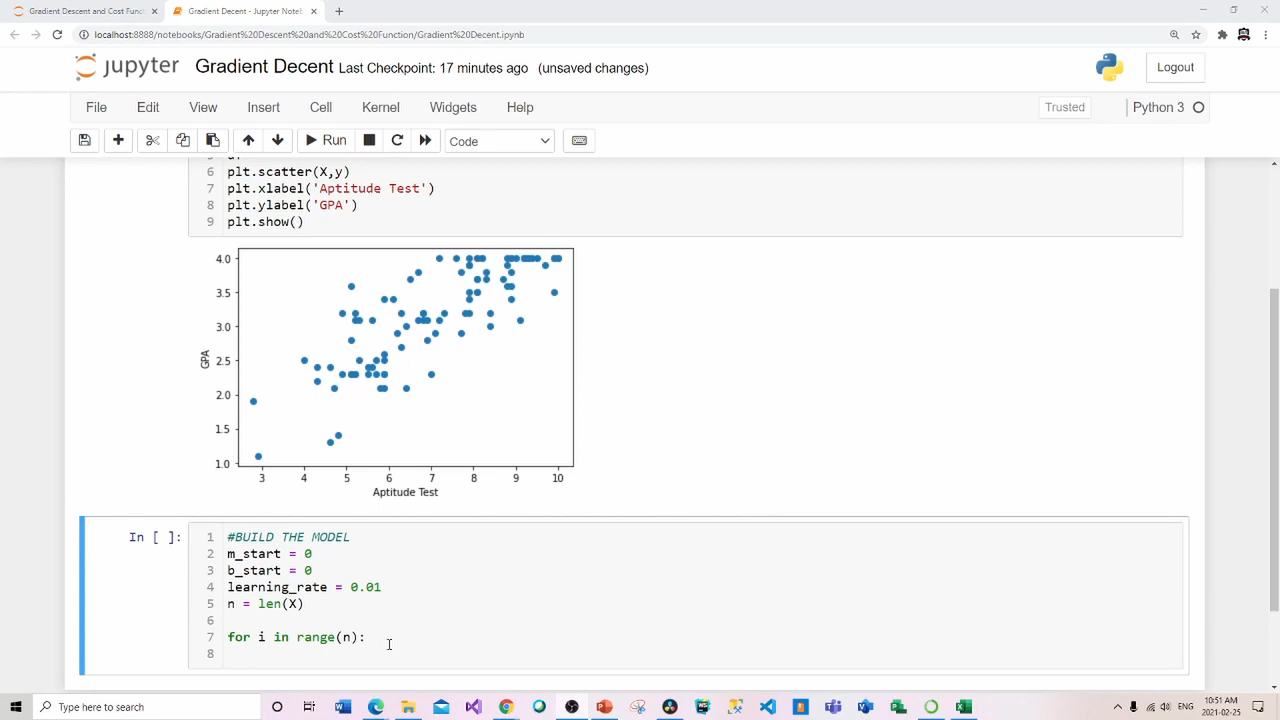 Gradient Descent and Cost Func
Gradient Decent - Jupyter Noteb
localhost:8888/notebooks/Gradient%20Descent%20and%20Cost%20Function/Gradient%20Decent.ipynb
jupyter Gradient Decent Last Checkpoint: 17 minutes ago (unsaved changes) Logout
File Edit View Insert Cell Kernel Widgets Help Trusted Python 3
Run Code
6 plt.scatter(X,y)
7 plt.xlabel('Aptitude Test')
8 plt.ylabel('GPA')
9 plt.show()
4.0
3.5
3.0
2.5
2.0
1.5
1.0
GPA
3 4 5 6 7 8 9 10
Aptitude Test
In [ ]:
1 #BUILD THE MODEL
2 m_start = 0
3 b_start = 0
4 learning_rate = 0.01
5 n = len(X)
6
7 for i in range(n):
8
Type here to search
10:51 AM
2021-02-25